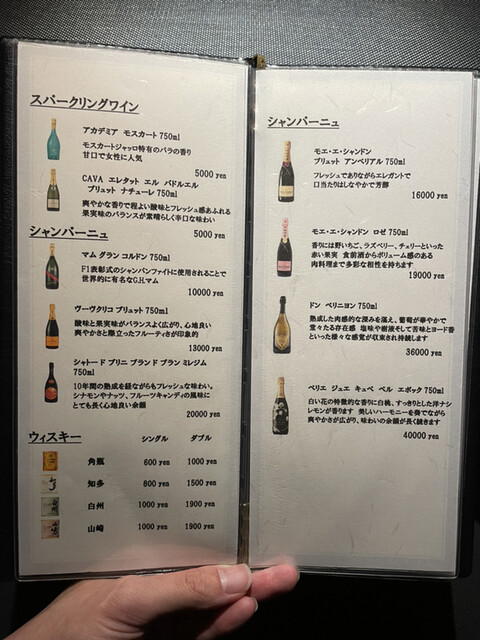 スパークリングワイン
アカデミア モスカート 750ml
モスカートジャッロ特有のバラの香り
甘口で女性に人気
5000 yen
CAVA エレタット エル パドルエル
ブリュット ナチューレ 750ml
爽やかな香りで程よい酸味とフレッシュ感あふれる
果実味のバランスが素晴らしく辛口な味わい
5000 yen
シャンパーニュ
マム グラン コルドン 750ml
F1表彰式のシャンパンファイトに使用されることで
世界的に有名なG.H.マム
10000 yen
ヴーヴクリコ ブリュット 750ml
酸味と果実味がバランスよく広がり、心地良い
爽やかさと際立ったフルーティさが印象的
13000 yen
シャトード ブリニ ブランド ブラン ミレジム
750ml
10年間の熟成を経ながらもフレッシュな味わい。
シナモンやナッツ、フルーツキャンディの風味に
とても長く心地良い余韻
20000 yen
ウィスキー シングル ダブル
角瓶 600 yen 1000 yen
知多 800 yen 1500 yen
白州 1000 yen 1900 yen
山崎 1000 yen 1900 yen
シャンパーニュ
モエ・エ・シャンドン
ブリュット アンペリアル 750ml
フレッシュでありながらエレガントで
口当たりはしなやかで芳醇
16000 yen
モエ・エ・シャンドン ロゼ 750ml
香りには野いちご、ラズベリー、チェリーといった
赤い果実 食前酒からボリューム感のある
肉料理まで多彩な相性を持ちます
19000 yen
ドン ペリニヨン 750ml
熟成した肉感的な深みを湛え、葡萄が華やかで
堂々たる存在感 塩味や樹液そして苦味とヨード香
といった様々な感覚が収束され持続します
36000 yen
ペリエ ジュエ キュベ ベル エポック 750ml
白い花の特徴的な香りに白桃、すっきりとした洋ナシ
レモンが香ります 美しいハーモニーを奏でながら
爽やかさが広がり、味わいの余韻が長く続きます
40000 yen